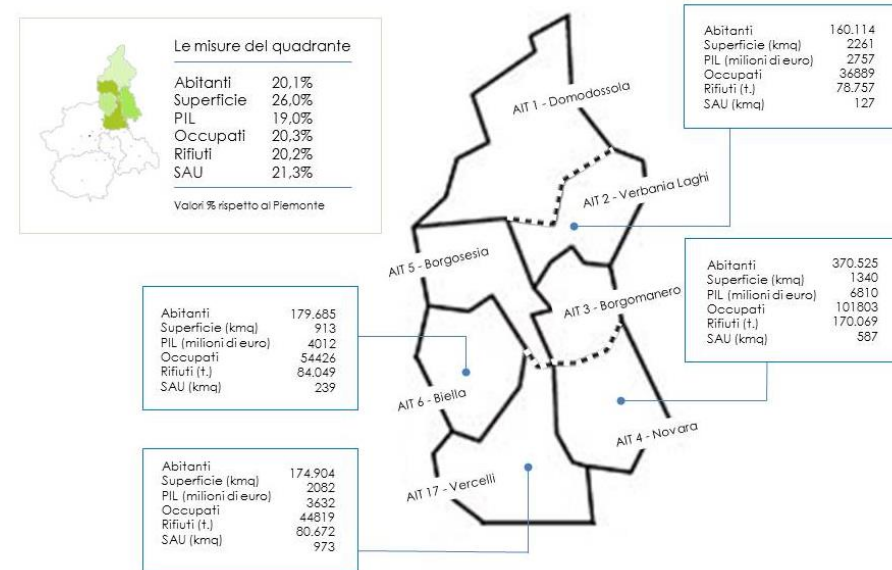 Le misure del quadrante
Abitanti 20,1%
Superficie 26,0%
PIL 19,0%
Occupati 20,3%
Rifiuti 20,2%
SAU 21,3%
Valori % rispetto al Piemonte
Abitanti 160.114
Superficie (kmq) 2261
PIL (milioni di euro) 2757
Occupati 36889
Rifiuti (t.) 78.757
SAU (kmq) 127
AIT 1 - Domodossola
AIT 2 - Verbania Laghi
AIT 5 - Borgosesia
AIT 3 - Borgomanero
Abitanti 370.525
Superficie (kmq) 1340
PIL (milioni di euro) 6810
Occupati 101803
Rifiuti (t.) 170.069
SAU (kmq) 587
Abitanti 179.685
Superficie (kmq) 913
PIL (milioni di euro) 4012
Occupati 54426
Rifiuti (t.) 84.049
SAU (kmq) 239
AIT 6 - Biella
AIT 4 - Novara
AIT 17 - Vercelli
Abitanti 174.904
Superficie (kmq) 2082
PIL (milioni di euro) 3632
Occupati 44819
Rifiuti (t.) 80.672
SAU (kmq) 973